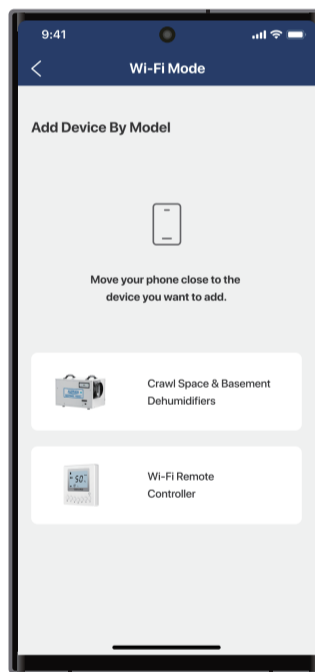 9:41
Wi-Fi Mode
Add Device By Model
Move your phone close to the
device you want to add.
Crawl Space & Basement
Dehumidifiers
50
Wi-Fi Remote
Controller